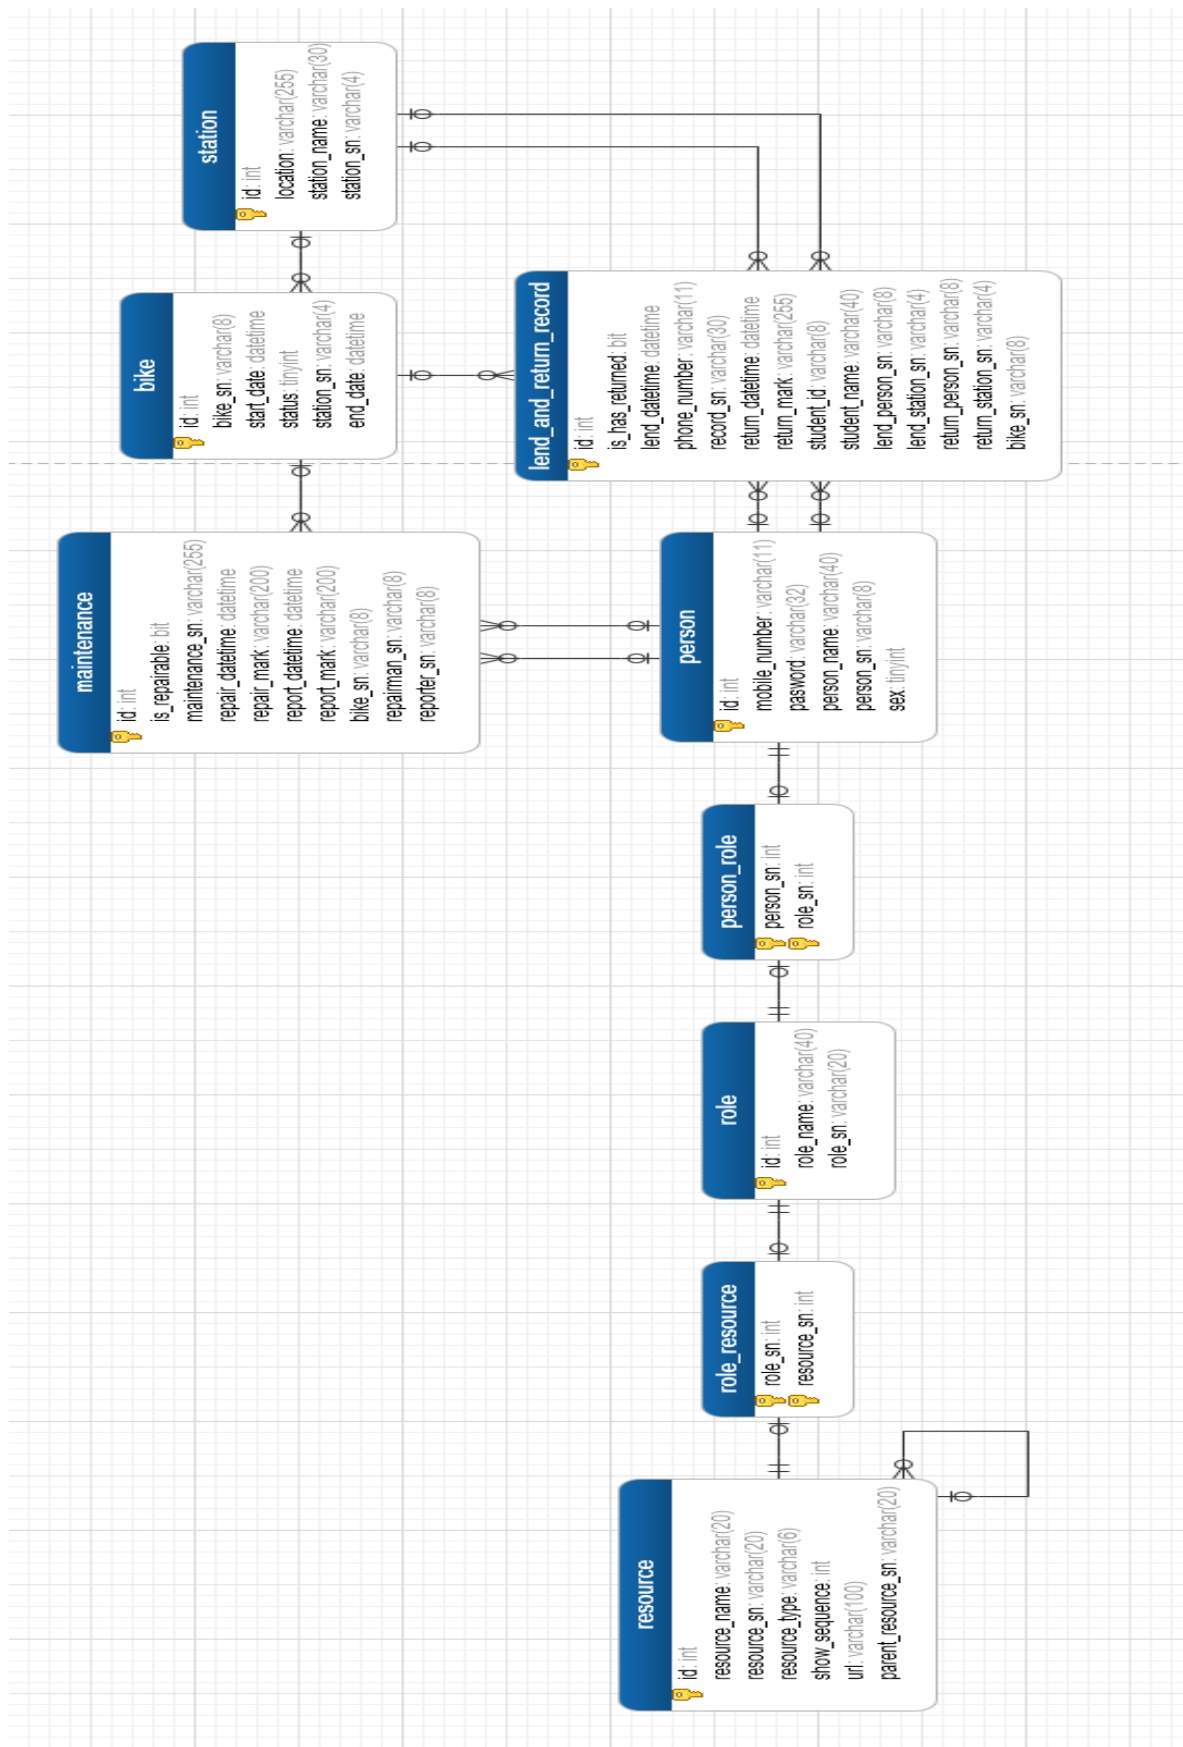 station
id: int
location: varchar(255)
station_name: varchar(30)
station_sn: varchar(4)
bike
id: int
bike_sn: varchar(8)
start_date: datetime
status: tinyint
station_sn: varchar(4)
end_date: datetime
lend_and_return_record
id: int
is_has_returned: bit
lend_datetime: datetime
phone_number: varchar(11)
record_sn: varchar(30)
return_datetime: datetime
return_mark: varchar(255)
student_id: varchar(8)
student_name: varchar(40)
lend_person_sn: varchar(8)
lend_station_sn: varchar(4)
return_person_sn: varchar(8)
return_station_sn: varchar(4)
bike_sn: varchar(8)
maintenance
id: int
is_repairable: bit
maintenance_sn: varchar(255)
repair_datetime: datetime
repair_mark: varchar(200)
report_datetime: datetime
report_mark: varchar(200)
bike_sn: varchar(8)
repairman_sn: varchar(8)
reporter_sn: varchar(8)
person
id: int
mobile_number: varchar(11)
pasword: varchar(32)
person_name: varchar(40)
person_sn: varchar(8)
sex: tinyint
person_role
person_sn: int
role_sn: int
role
id: int
role_name: varchar(40)
role_sn: varchar(20)
role_resource
role_sn: int
resource_sn: int
resource
id: int
resource_name: varchar(20)
resource_sn: varchar(20)
resource_type: varchar(6)
show_sequence: int
url: varchar(100)
parent_resource_sn: varchar(20)